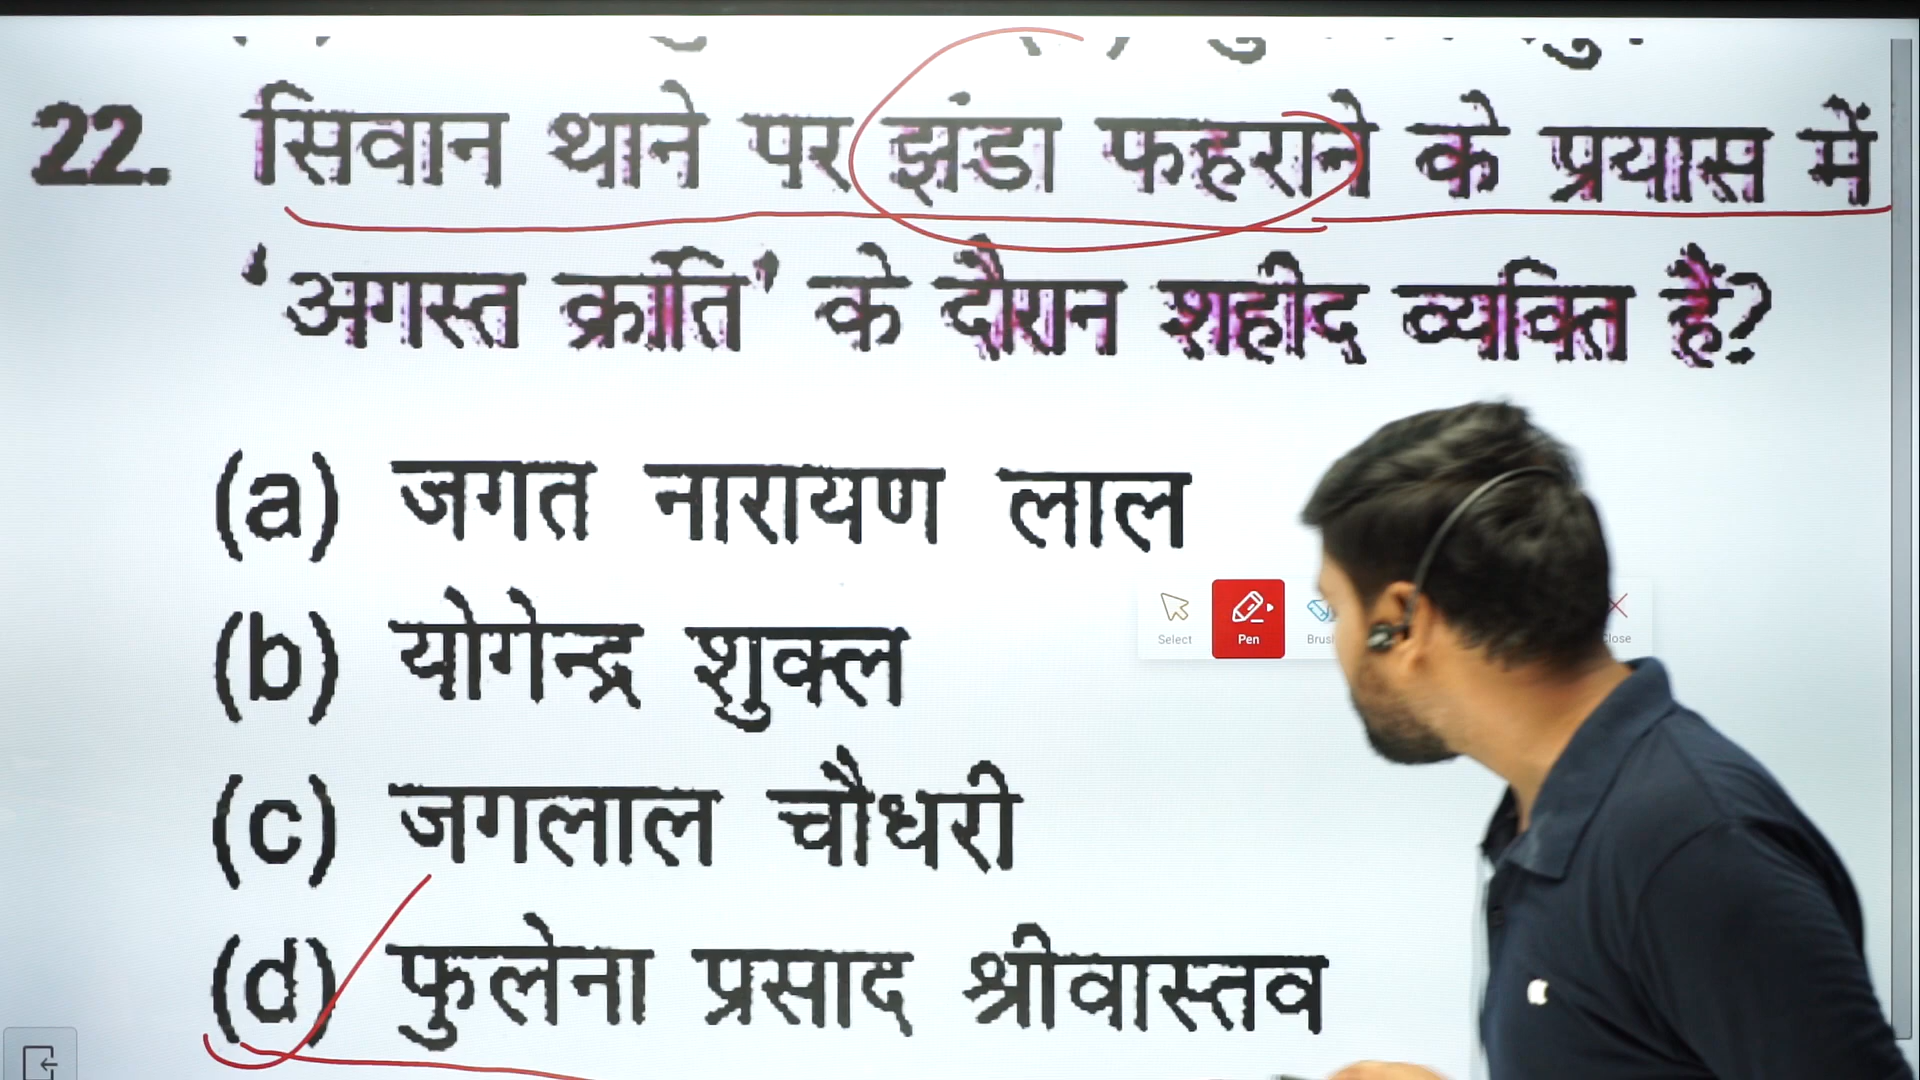 22. सिवान थाने पर झंडा फहराने के प्रयास में
'अगस्त क्रांति' के दौरान शहीद व्यक्ति हैं?
(a) जगत नारायण लाल
(b) योगेन्द्र शुक्ल
Select
Pen
(c) जगलाल चौधरी
(d) फुलेना प्रसाद श्रीवास्तव